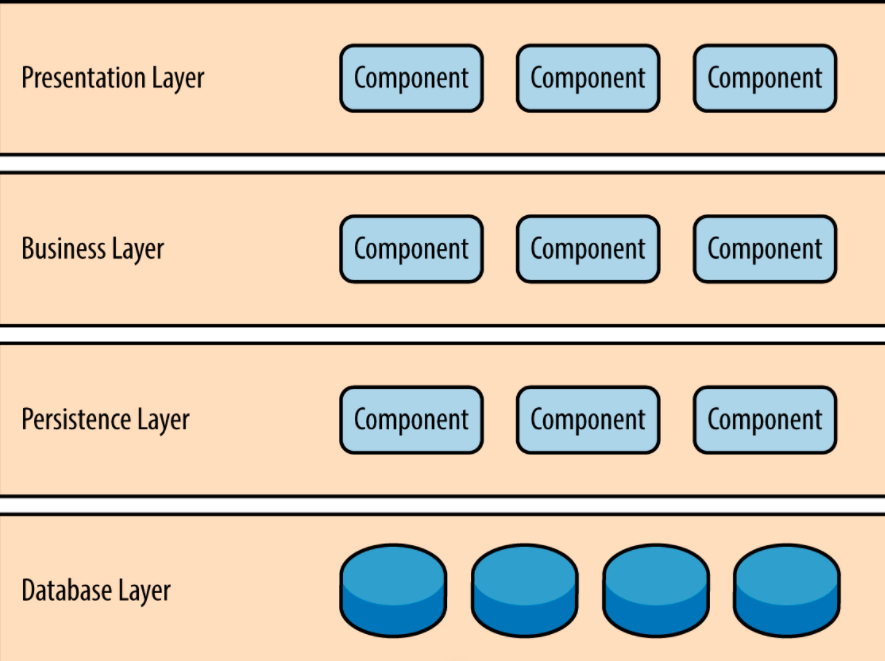 Presentation Layer Component Component Component
Business Layer Component Component Component
Persistence Layer Component Component Component
Database Layer